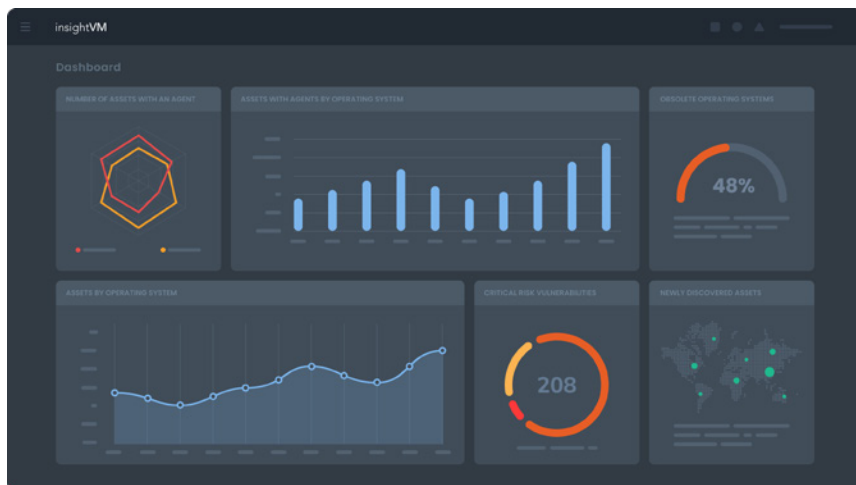 insightVM
Dashboard
NUMBER OF ASSETS WITH AN AGENT
ASSETS WITH AGENTS BY OPERATING SYSTEM
OBSOLETE OPERATING SYSTEMS
48%
ASSETS BY OPERATING SYSTEM
CRITICAL RISK VULNERABILITIES
NEWLY DISCOVERED ASSETS
208